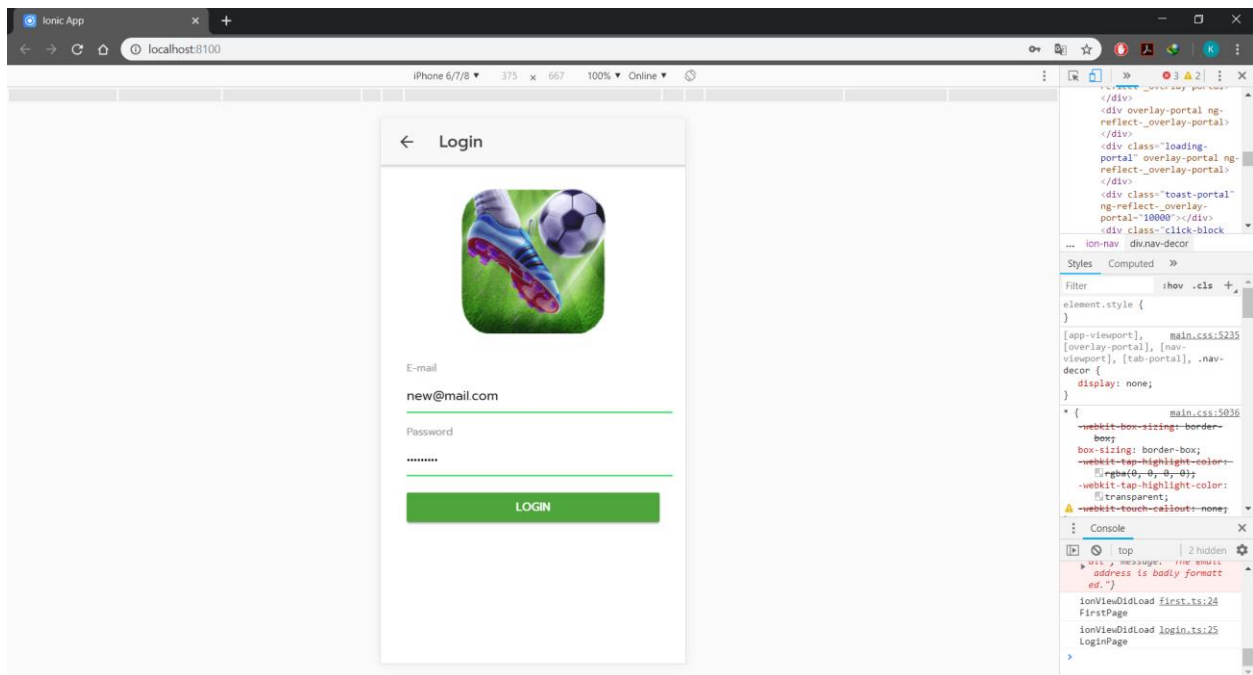 Ionic App
localhost:8100
iPhone 6/7/8 ▼ 375 x 667 100% ▼ Online ▼
Login
E-mail
new@mail.com
Password
•••••••••
LOGIN
3 2
</div>
<div overlay-portal ng-
reflect-_overlay-portal>
</div>
<div class="loading-
portal" overlay-portal ng-
reflect-_overlay-portal>
</div>
<div class="toast-portal"
ng-reflect-_overlay-
portal="10000"></div>
<div class="click-block
... ion-nav div.nav-decor
Styles Computed »
Filter :hov .cls +
element.style {
}
[app-viewport], main.css:5235
[overlay-portal], [nav-
viewport], [tab-portal], .nav-
decor {
display: none;
}
* { main.css:5036
-webkit-box-sizing: border-
box;
box-sizing: border-box;
-webkit-tap-highlight-color:
rgba(0, 0, 0, 0);
-webkit-tap-highlight-color:
transparent;
-webkit-touch-callout: none;
Console
top 2 hidden
message: "The email
address is badly formatt
ed."}
ionViewDidLoad first.ts:24
FirstPage
ionViewDidLoad login.ts:25
LoginPage
>
K